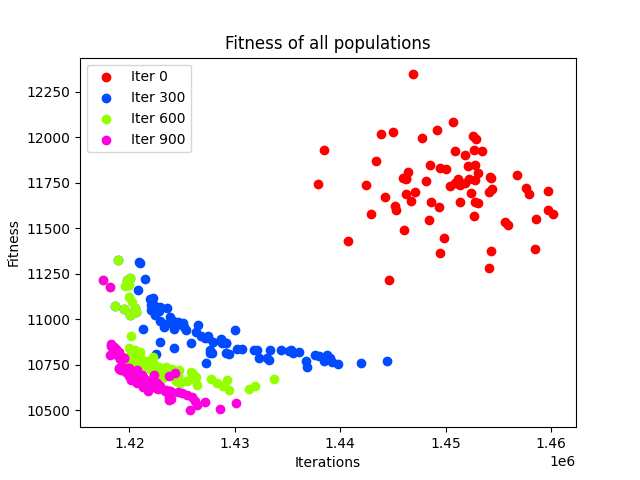 Fitness of all populations
Iter 0
Iter 300
Iter 600
Iter 900
Fitness
12250
12000
11750
11500
11250
11000
10750
10500
1.42 1.43 1.44 1.45 1.46
1e6
Iterations